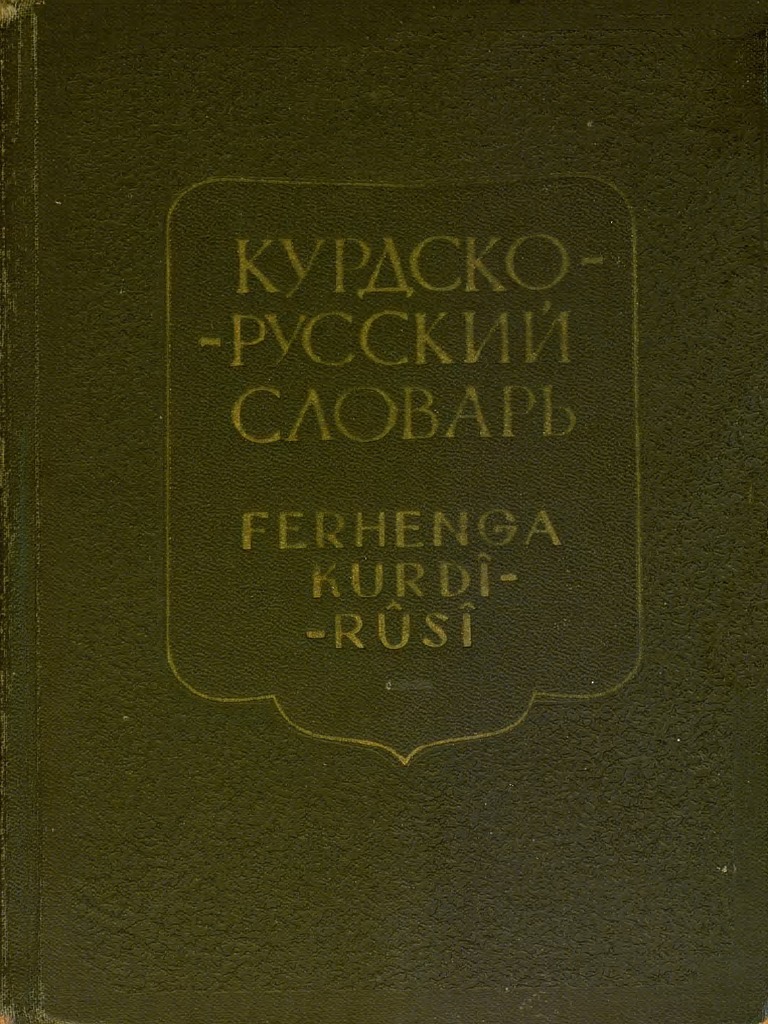 КУРДСКО-
-РУССКИЙ
СЛОВАРЬ
FERHENGA
KURDÎ-
-RÛSÎ